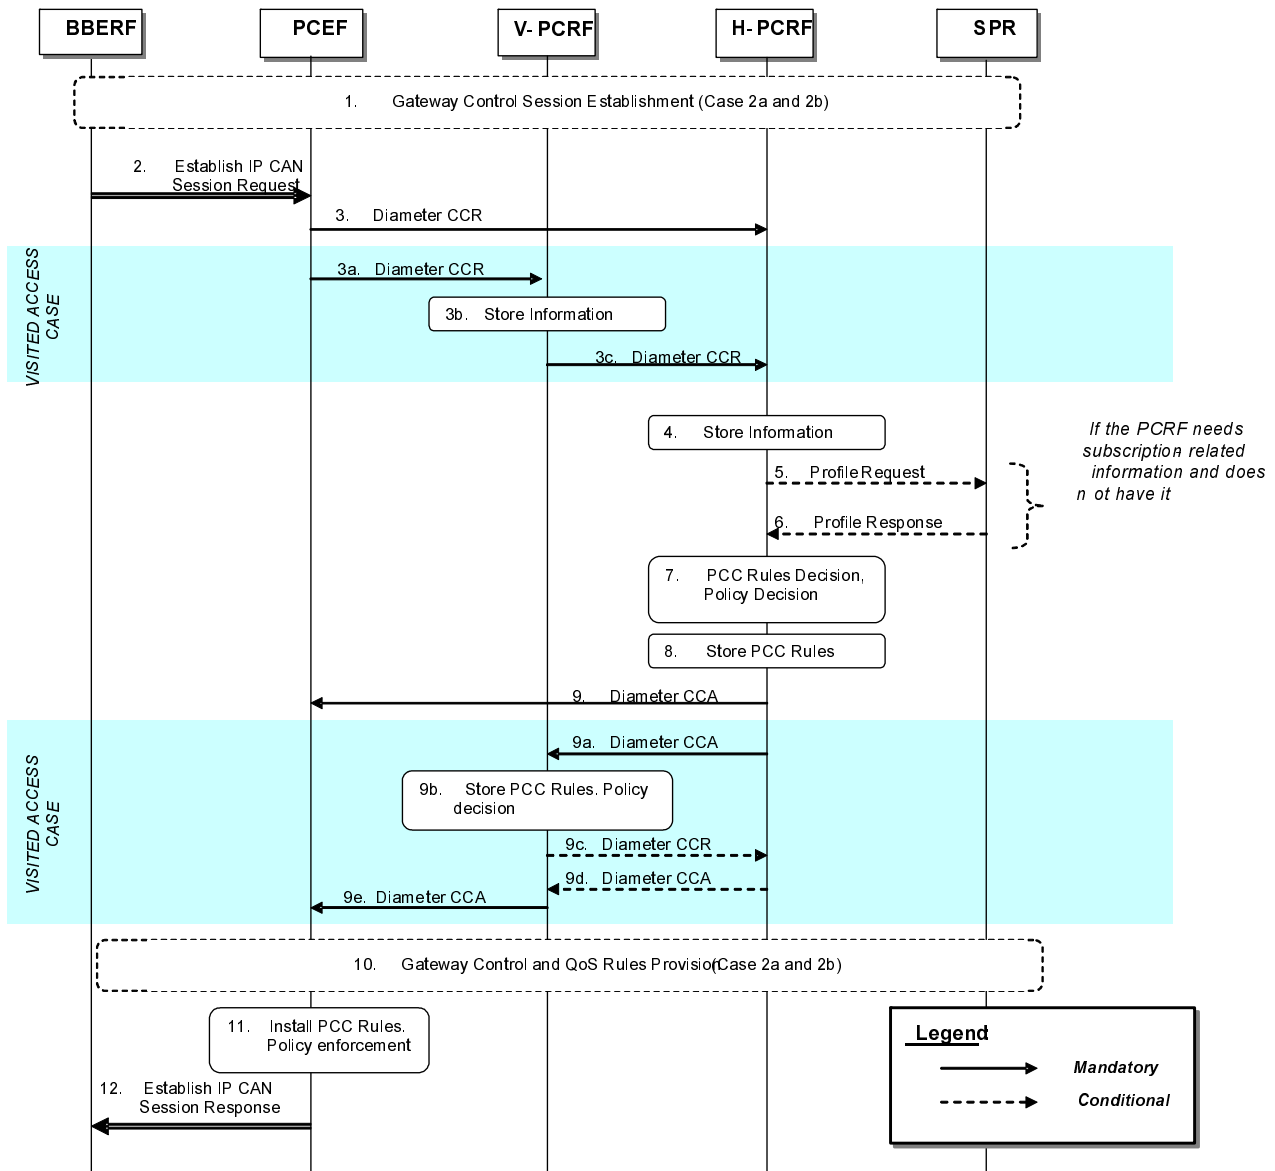 BBERF
PCEF
V- PCRF
H- PCRF
SPR
1. Gateway Control Session Establishment (Case 2a and 2b)
2. Establish IP CAN
Session Request
3. Diameter CCR
VISITED ACCESS
CASE
3a. Diameter CCR
3b. Store Information
3c. Diameter CCR
4. Store Information
If the PCRF needs
subscription related
information and does
n ot have it
5. Profile Request
6. Profile Response
7. PCC Rules Decision,
Policy Decision
8. Store PCC Rules
9. Diameter CCA
VISITED ACCESS
CASE
9a. Diameter CCA
9b. Store PCC Rules. Policy
decision
9c. Diameter CCR
9d. Diameter CCA
9e. Diameter CCA
10. Gateway Control and QoS Rules Provision(Case 2a and 2b)
11. Install PCC Rules.
Policy enforcement
12. Establish IP CAN
Session Response
Legend:
Mandatory
Conditional